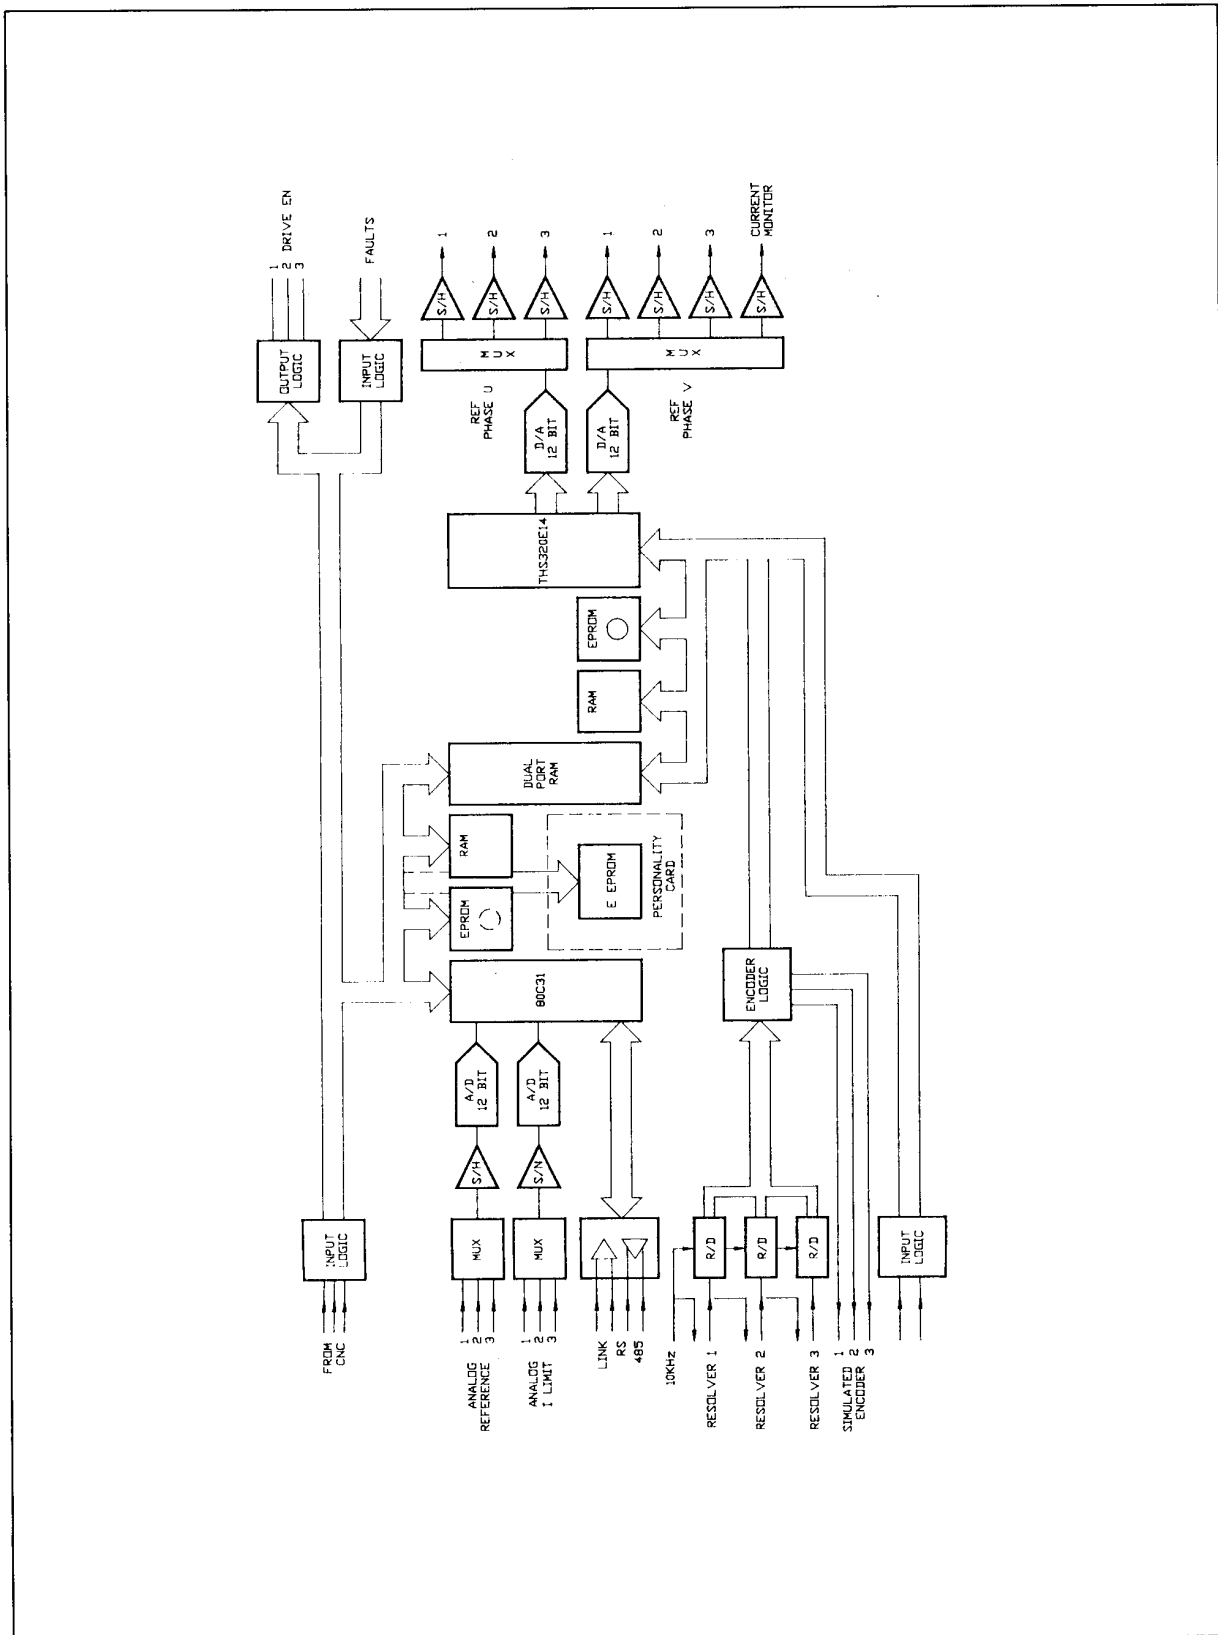 FROM
CNC
INPUT
LOGIC
OUTPUT
LOGIC
1
2 DRIVE EN
3
INPUT
LOGIC
FAULTS
ANALOG
REFERENCE
1
2
3
MUX
S/H
A/D
12 BIT
ANALOG
I LIMIT
1
2
3
MUX
S/N
A/D
12 BIT
LINK
RS
485
80C31
EPROM
RAM
E EPROM
PERSONALITY
CARD
DUAL
PORT
RAM
RAM
EPROM
THS320E14
D/A
12 BIT
REF
PHASE U
MUX
S/H
1
S/H
2
S/H
3
D/A
12 BIT
REF
PHASE V
MUX
S/H
1
S/H
2
S/H
3
S/H
CURRENT
MONITOR
10KHz
RESOLVER 1
R/D
RESOLVER 2
R/D
RESOLVER 3
R/D
ENCODER
LOGIC
SIMULATED
ENCODER
1
2
3
INPUT
LOGIC